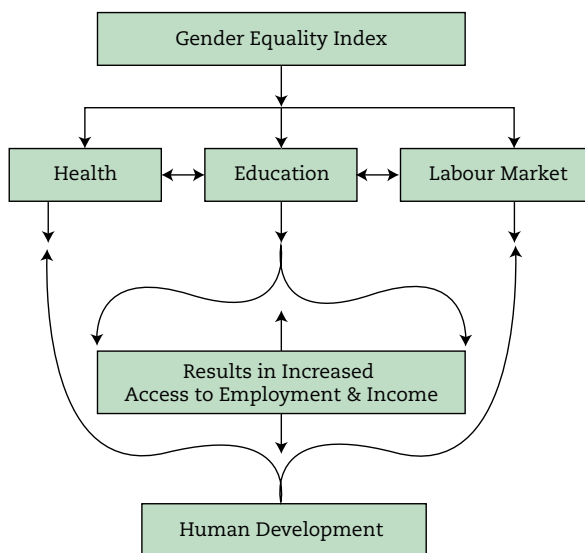 Gender Equality Index
Health
Education
Labour Market
Results in Increased
Access to Employment & Income
Human Development